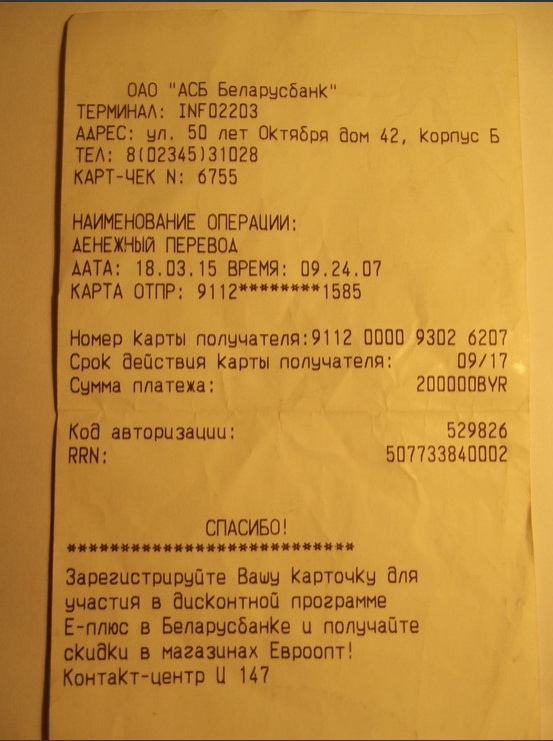 ОАО "АСБ Беларусбанк"
ТЕРМИНАЛ: INF02203
АДРЕС: ул. 50 лет Октября дом 42, корпус Б
ТЕЛ: 8(02345)31028
КАРТ-ЧЕК N: 6755
НАИМЕНОВАНИЕ ОПЕРАЦИИ:
ДЕНЕЖНЫЙ ПЕРЕВОД
ДАТА: 18.03.15 ВРЕМЯ: 09.24.07
КАРТА ОТПР: 9112********1585
Номер карты получателя:9112 0000 9302 6207
Срок действия карты получателя: 09/17
Сумма платежа: 200000BYR
Код авторизации: 529826
RRN: 507733840002
СПАСИБО!
***************************
Зарегистрируйте Вашу карточку для
участия в дисконтной программе
Е-плюс в Беларусбанке и получайте
скидки в магазинах Евроопт!
Контакт-центр Ц 147